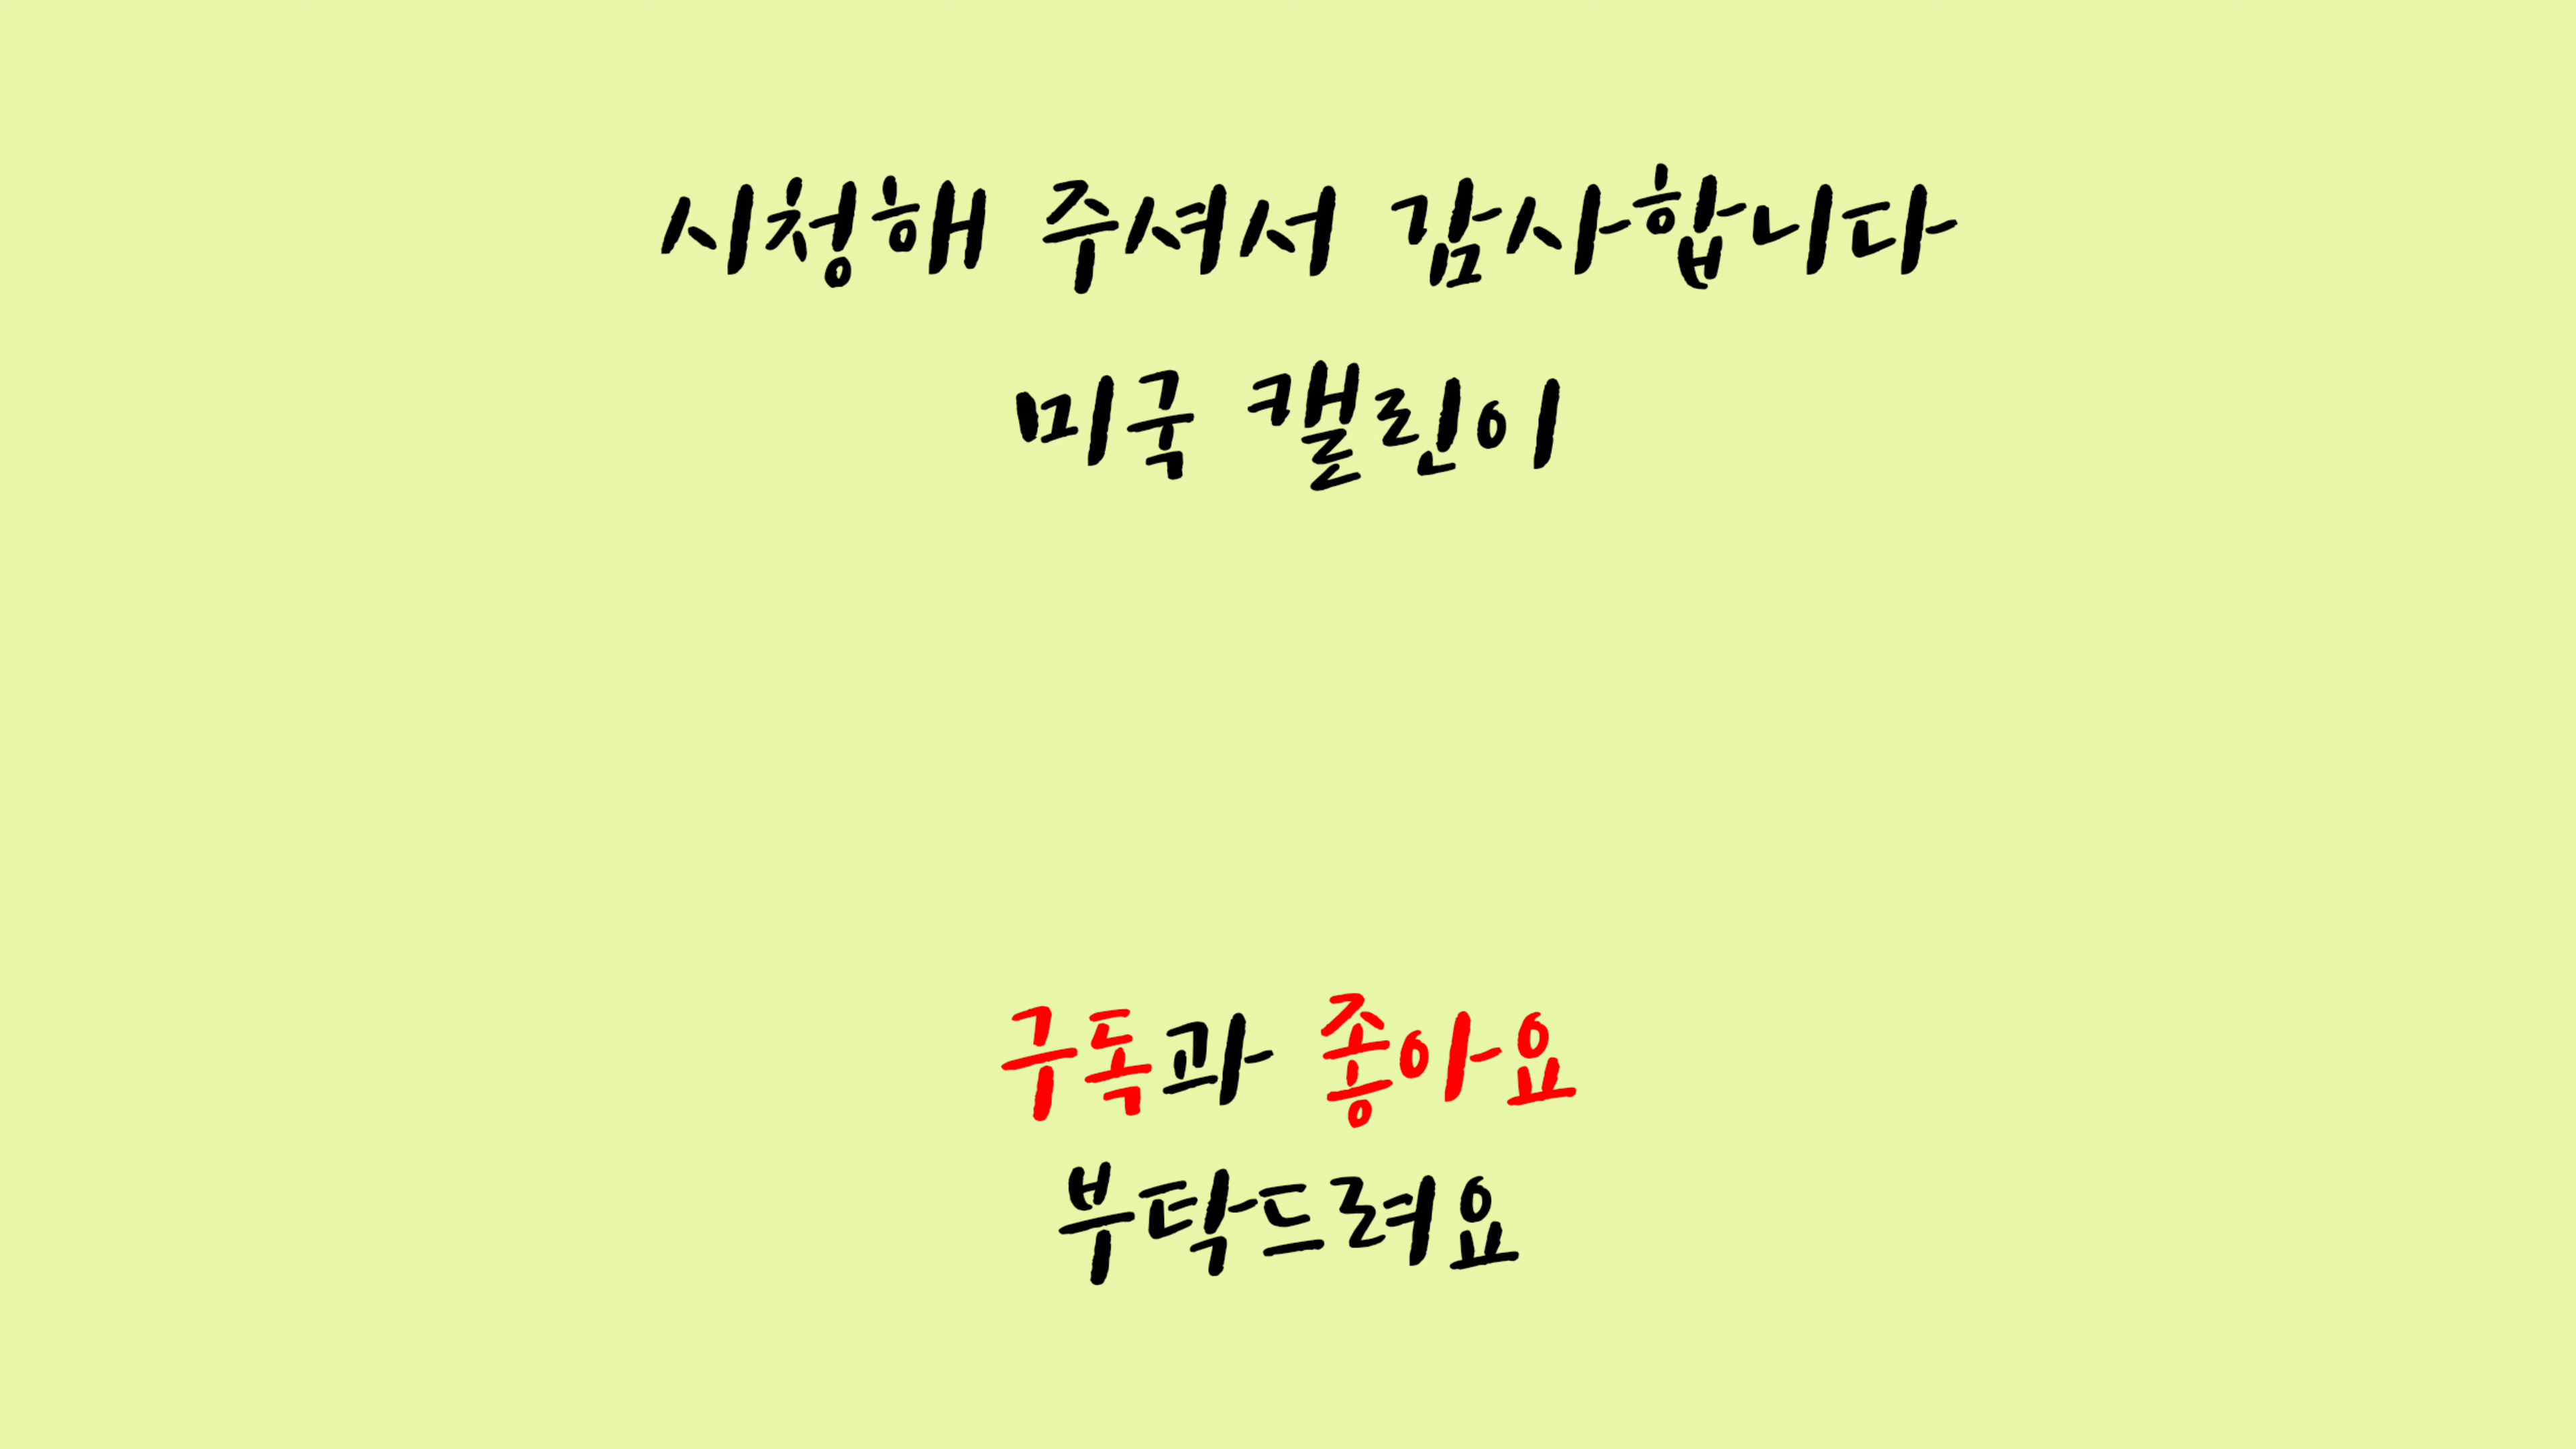 시청해 주셔서 감사합니다
미국 캘린이
구독과 좋아요
부탁드려요